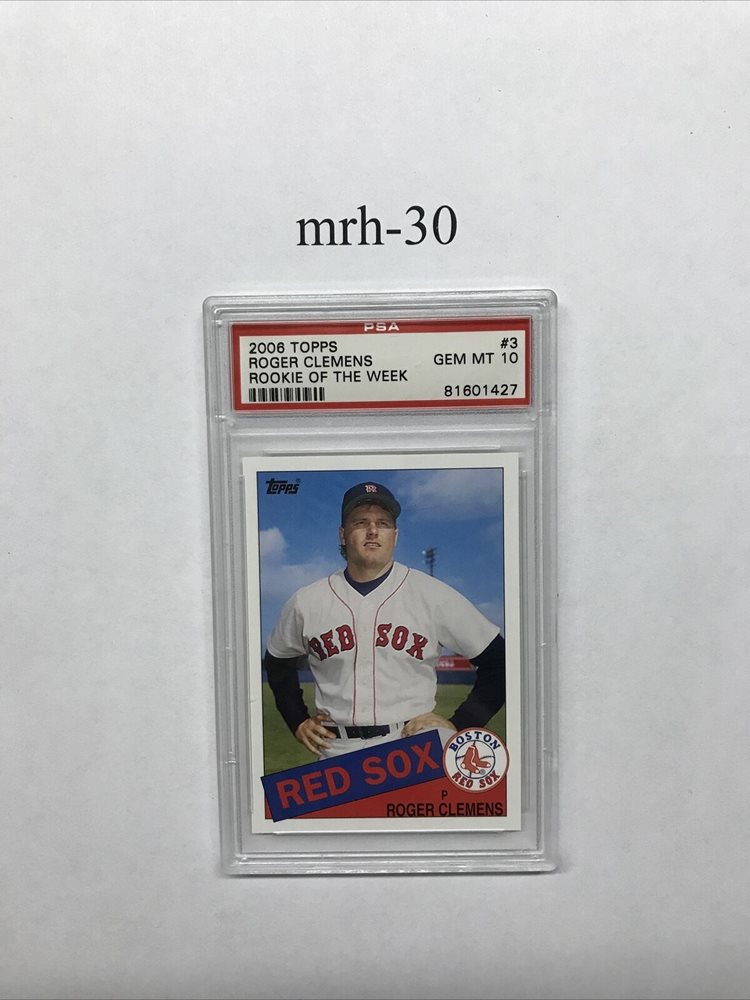 mrh-30
PSA
2006 TOPPS #3
ROGER CLEMENS GEM MT 10
ROOKIE OF THE WEEK
81601427
Topps
RED SOX
RED SOX
BOSTON
RED SOX
P
ROGER CLEMENS